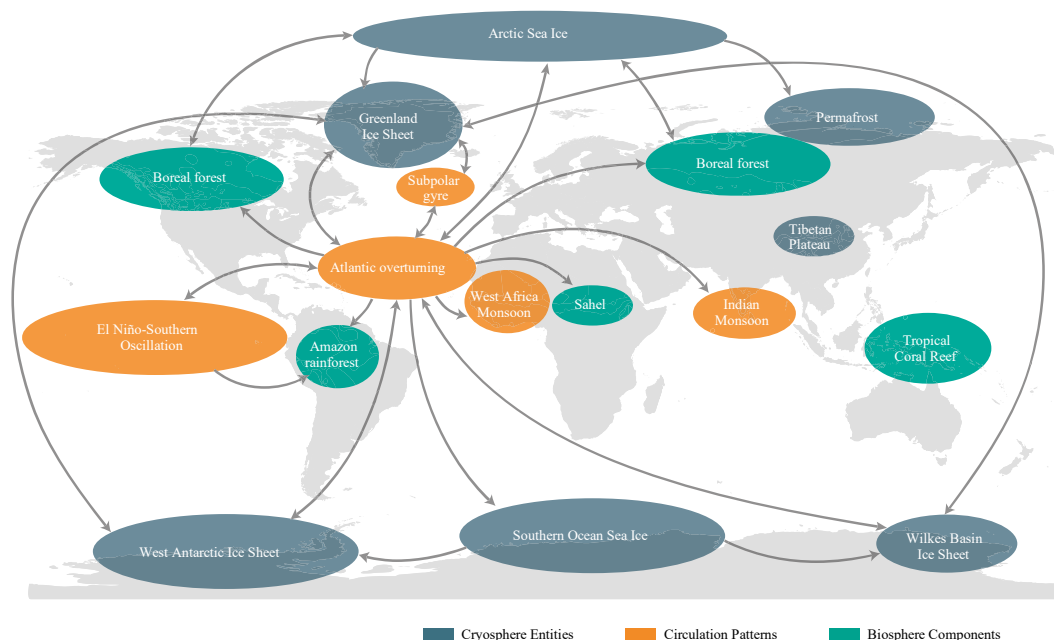 Arctic Sea Ice
Greenland
Ice Sheet
Permafrost
Boreal forest
Boreal forest
Subpolar
gyre
Tibetan
Plateau
Atlantic overturning
West Africa
Monsoon
Sahel
Indian
Monsoon
El Niño-Southern
Oscillation
Amazon
rainforest
Tropical
Coral Reef
West Antarctic Ice Sheet
Southern Ocean Sea Ice
Wilkes Basin
Ice Sheet
Cryosphere Entities
Circulation Patterns
Biosphere Components